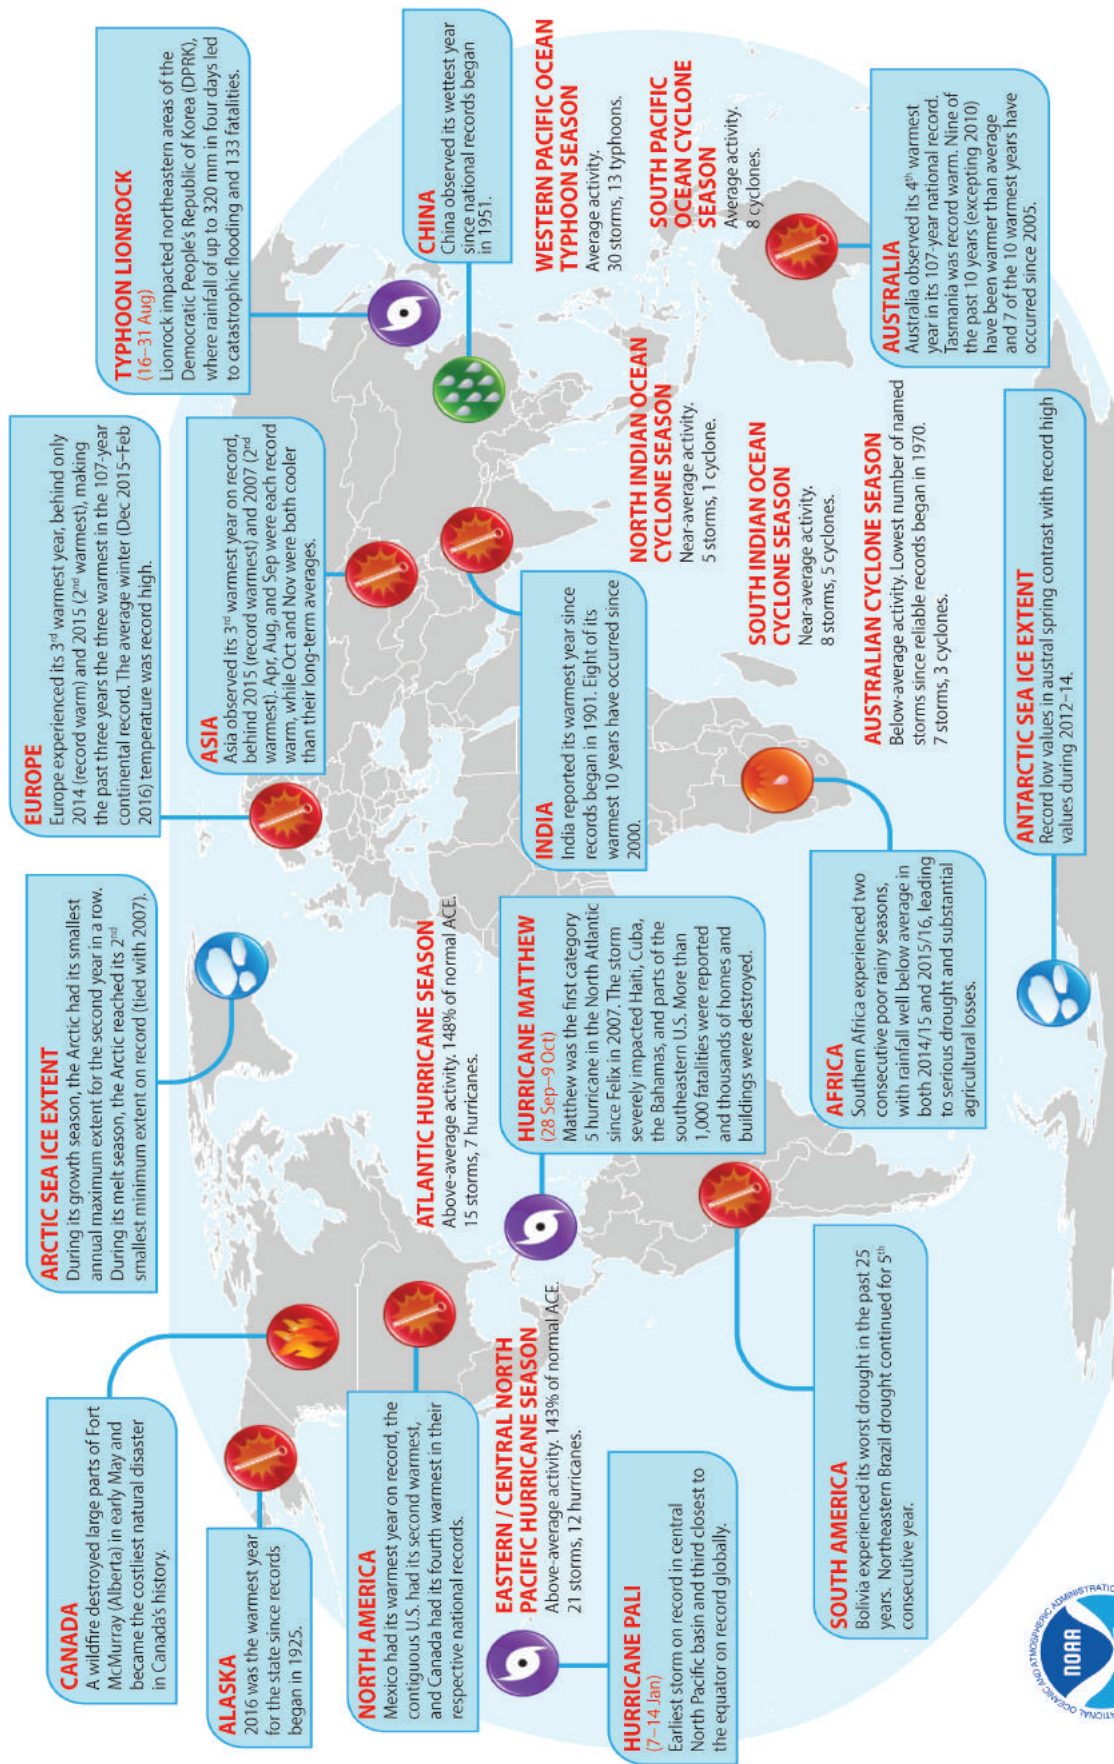 CANADA
A wildfire destroyed large parts of Fort
McMurray (Alberta) in early May and
became the costliest natural disaster
in Canada's history.
ARCTIC SEA ICE EXTENT
During its growth season, the Arctic had its smallest
annual maximum extent for the second year in a row.
During its melt season, the Arctic reached its 2nd
smallest minimum extent on record (tied with 2007).
EUROPE
Europe experienced its 3rd warmest year, behind only
2014 (record warm) and 2015 (2nd warmest), making
the past three years the three warmest in the 107-year
continental record. The average winter (Dec 2015–Feb
2016) temperature was record high.
TYPHOON LIONROCK
(16–31 Aug)
Lionrock impacted northeastern areas of the
Democratic People's Republic of Korea (DPRK),
where rainfall of up to 320 mm in four days led
to catastrophic flooding and 133 fatalities.
ALASKA
2016 was the warmest year
for the state since records
began in 1925.
ASIA
Asia observed its 3rd warmest year on record,
behind 2015 (record warmest) and 2007 (2nd
warmest). Apr, Aug, and Sep were each record
warm, while Oct and Nov were both cooler
than their long-term averages.
NORTH AMERICA
Mexico had its warmest year on record, the
contiguous U.S. had its second warmest,
and Canada had its fourth warmest in their
respective national records.
ATLANTIC HURRICANE SEASON
Above-average activity. 148% of normal ACE.
15 storms, 7 hurricanes.
CHINA
China observed its wettest year
since national records began
in 1951.
EASTERN / CENTRAL NORTH
PACIFIC HURRICANE SEASON
Above-average activity. 143% of normal ACE.
21 storms, 12 hurricanes.
HURRICANE MATTHEW
(28 Sep–9 Oct)
Matthew was the first category
5 hurricane in the North Atlantic
since Felix in 2007. The storm
severely impacted Haiti, Cuba,
the Bahamas, and parts of the
southeastern U.S. More than
1,000 fatalities were reported
and thousands of homes and
buildings were destroyed.
INDIA
India reported its warmest year since
records began in 1901. Eight of its
warmest 10 years have occurred since
2000.
WESTERN PACIFIC OCEAN
TYPHOON SEASON
Average activity.
30 storms, 13 typhoons.
NORTH INDIAN OCEAN
CYCLONE SEASON
Near-average activity.
5 storms, 1 cyclone.
SOUTH PACIFIC
OCEAN CYCLONE
SEASON
Average activity.
8 cyclones.
HURRICANE PALI
(7–14 Jan)
Earliest storm on record in central
North Pacific basin and third closest to
the equator on record globally.
SOUTH INDIAN OCEAN
CYCLONE SEASON
Near-average activity.
8 storms, 5 cyclones.
SOUTH AMERICA
Bolivia experienced its worst drought in the past 25
years. Northeastern Brazil drought continued for 5th
consecutive year.
AFRICA
Southern Africa experienced two
consecutive poor rainy seasons,
with rainfall well below average in
both 2014/15 and 2015/16, leading
to serious drought and substantial
agricultural losses.
AUSTRALIAN CYCLONE SEASON
Below-average activity. Lowest number of named
storms since reliable records began in 1970.
7 storms, 3 cyclones.
AUSTRALIA
Australia observed its 4th warmest
year in its 107-year national record.
Tasmania was record warm. Nine of
the past 10 years (excepting 2010)
have been warmer than average
and 7 of the 10 warmest years have
occurred since 2005.
ANTARCTIC SEA ICE EXTENT
Record low values in austral spring contrast with record high
values during 2012–14.
NATIONAL OCEANIC AND ATMOSPHERIC ADMINISTRATIO
NOAA